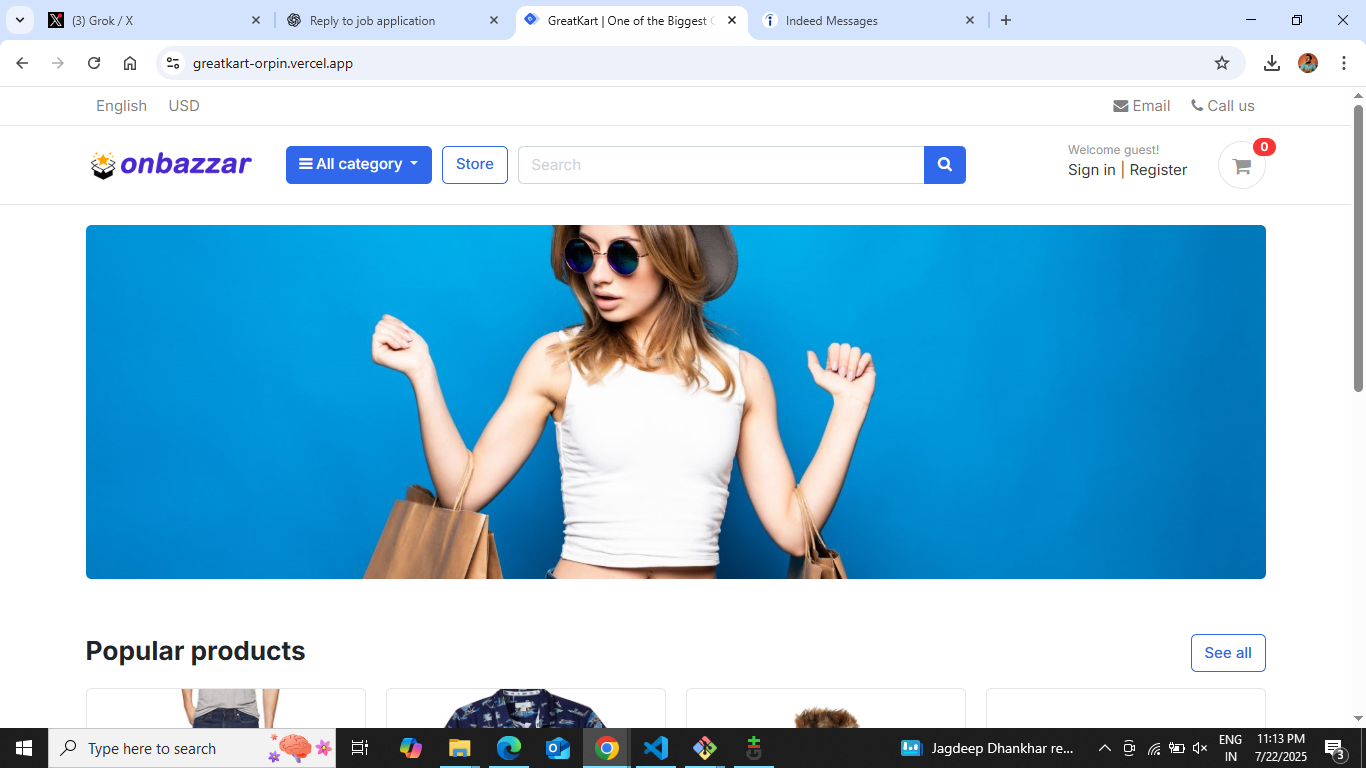 (3) Grok / X
Reply to job application
GreatKart | One of the Biggest
Indeed Messages
greatkart-orpin.vercel.app
English USD
Email Call us
onbazzar
All category
Store
Search
Welcome guest!
Sign in | Register
0
Popular products
See all
Type here to search
Jagdeep Dhankhar re...
ENG
IN
11:13 PM
7/22/2025
3